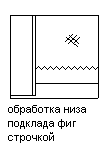 обработка низа
подклада фиг
строчкой